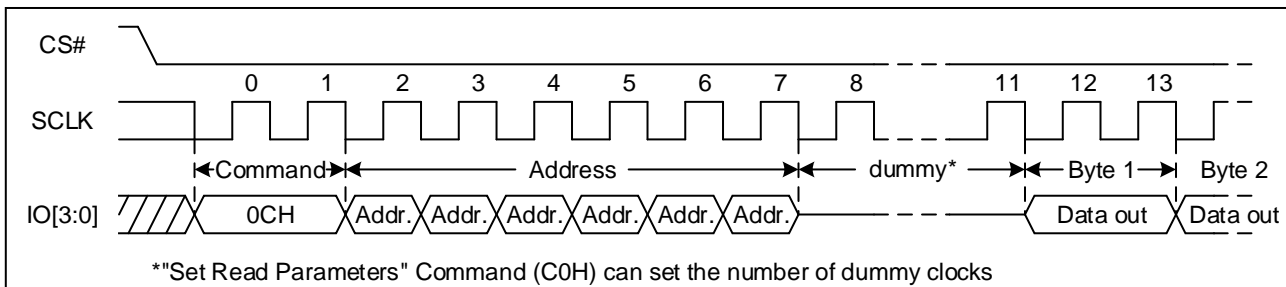 CS#
0 1 2 3 4 5 6 7 8 11 12 13
SCLK
Command Address dummy* Byte 1 Byte 2
IO[3:0] 0CH Addr. Addr. Addr. Addr. Addr. Addr. Data out Data out
*"Set Read Parameters" Command (C0H) can set the number of dummy clocks